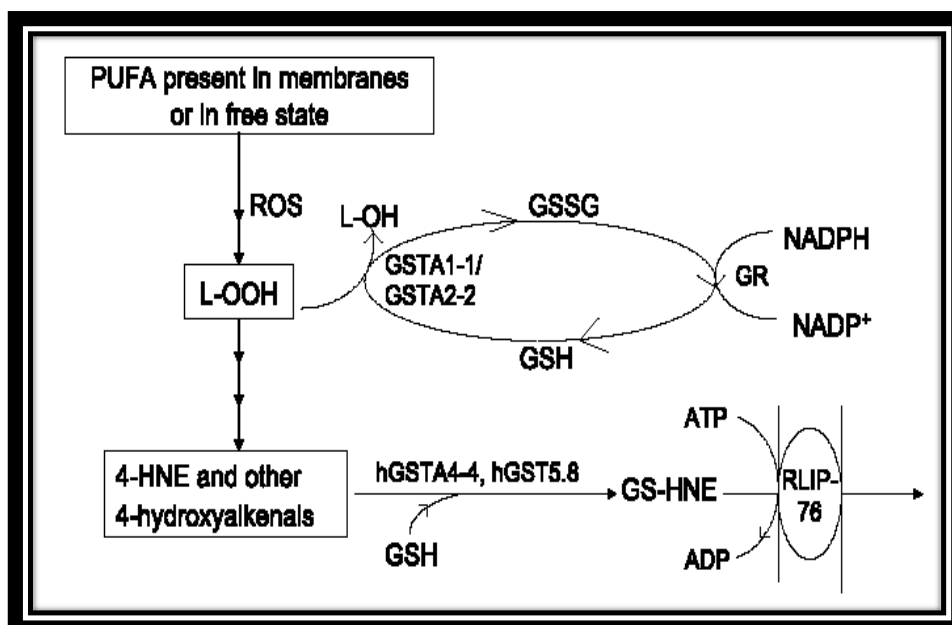 PUFA present in membranes
or in free state
ROS
L-OOH
L-OH
GSTA1-1/
GSTA2-2
GSSG
GSH
NADPH
GR
NADP⁺
4-HNE and other
4-hydroxyalkenals
hGSTA4-4, hGST5.8
GSH
GS-HNE
ATP
ADP
RLIP-
76